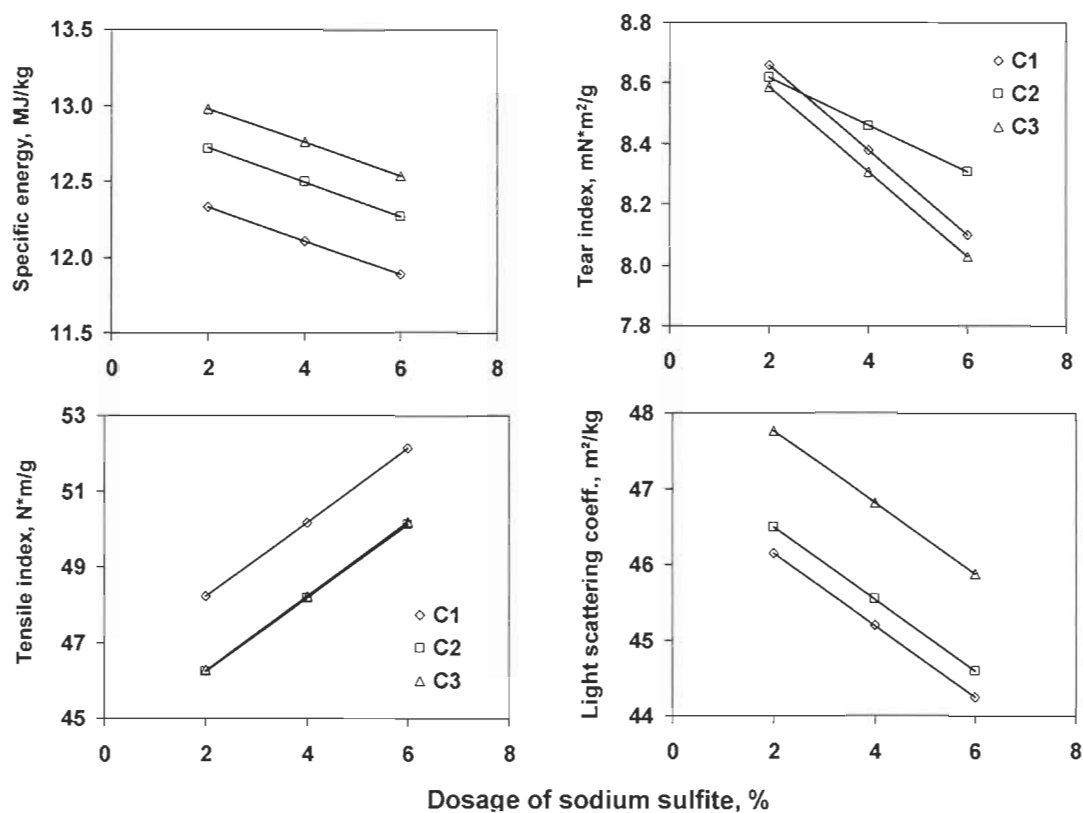 Specific energy, MJ/kg
13.5
13.0
12.5
12.0
11.5
0 2 4 6 8
Tear index, mN*m²/g
8.8
8.6
8.4
8.2
8.0
7.8
0 2 4 6 8
C1
C2
C3
Tensile index, N*m/g
53
51
49
47
45
0 2 4 6 8
C1
C2
C3
Light scattering coeff., m²/kg
48
47
46
45
44
0 2 4 6 8
Dosage of sodium sulfite, %